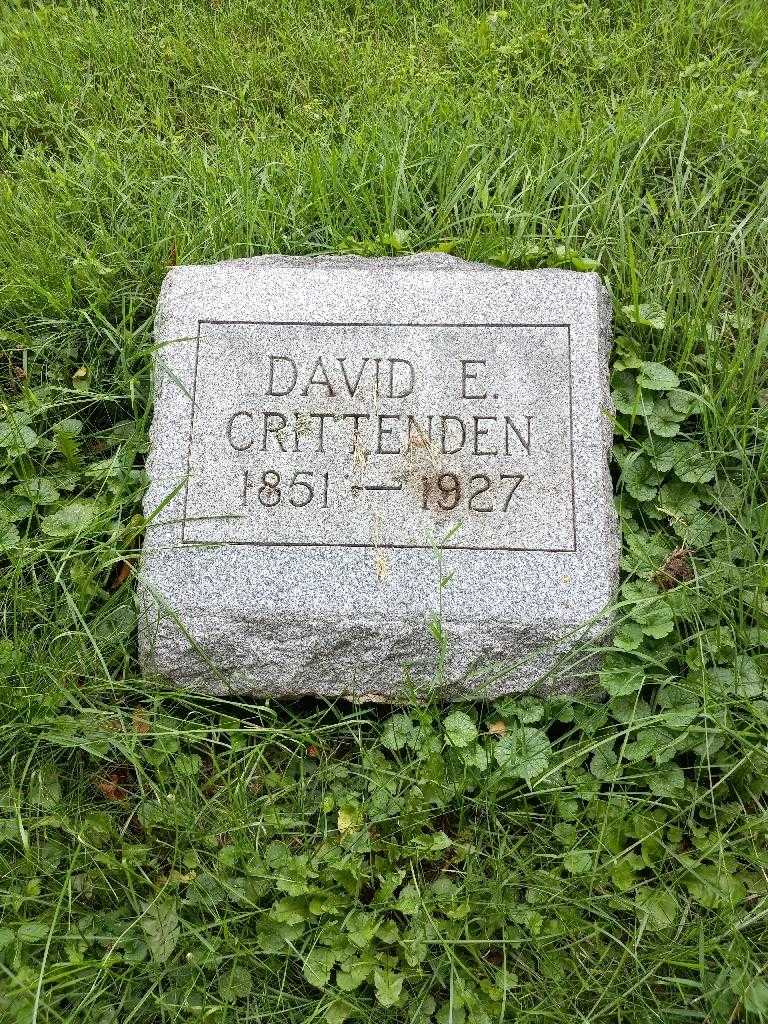 DAVID E.
CRITTENDEN
1851 — 1927